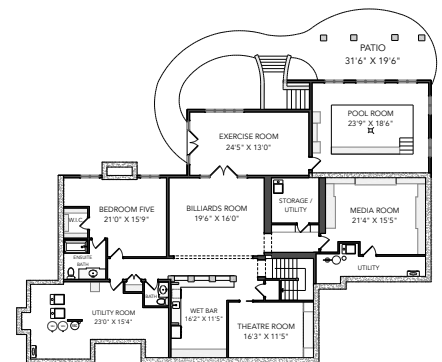 PATIO
31'6" X 19'6"
POOL ROOM
23'9" X 18'6"
EXERCISE ROOM
24'5" X 13'0"
BEDROOM FIVE
21'0" X 15'9"
BILLIARDS ROOM
19'6" X 16'0"
STORAGE /
UTILITY
MEDIA ROOM
21'4" X 15'5"
W.I.C
ENSUITE
BATH
UTILITY
BATH
UTILITY ROOM
23'0" X 15'4"
WET BAR
16'2" X 11'5"
THEATRE ROOM
16'3" X 11'5"